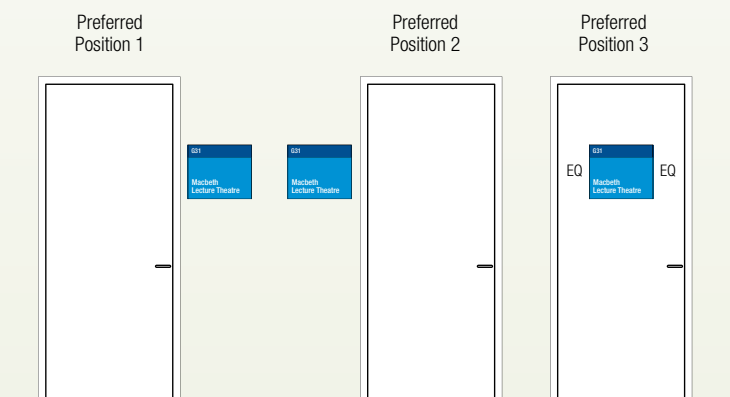 Preferred
Position 1
Preferred
Position 2
Preferred
Position 3
G31
Macbeth
Lecture Theatre
G31
Macbeth
Lecture Theatre
EQ
G31
Macbeth
Lecture Theatre
EQ